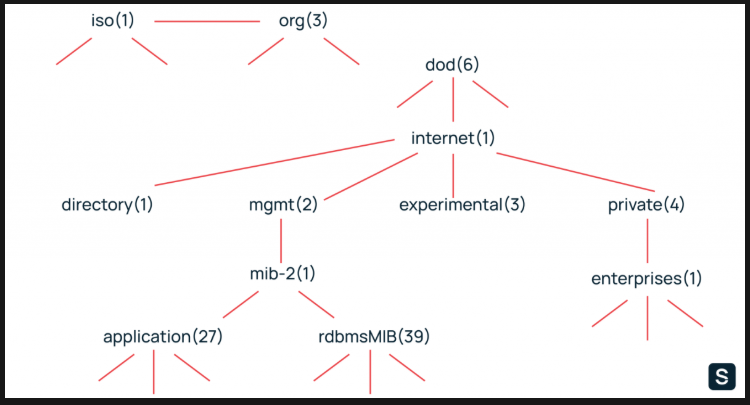 iso(1) org(3)
dod(6)
internet(1)
directory(1) mgmt(2) experimental(3) private(4)
mib-2(1) enterprises(1)
application(27) rdbmsMIB(39)
S